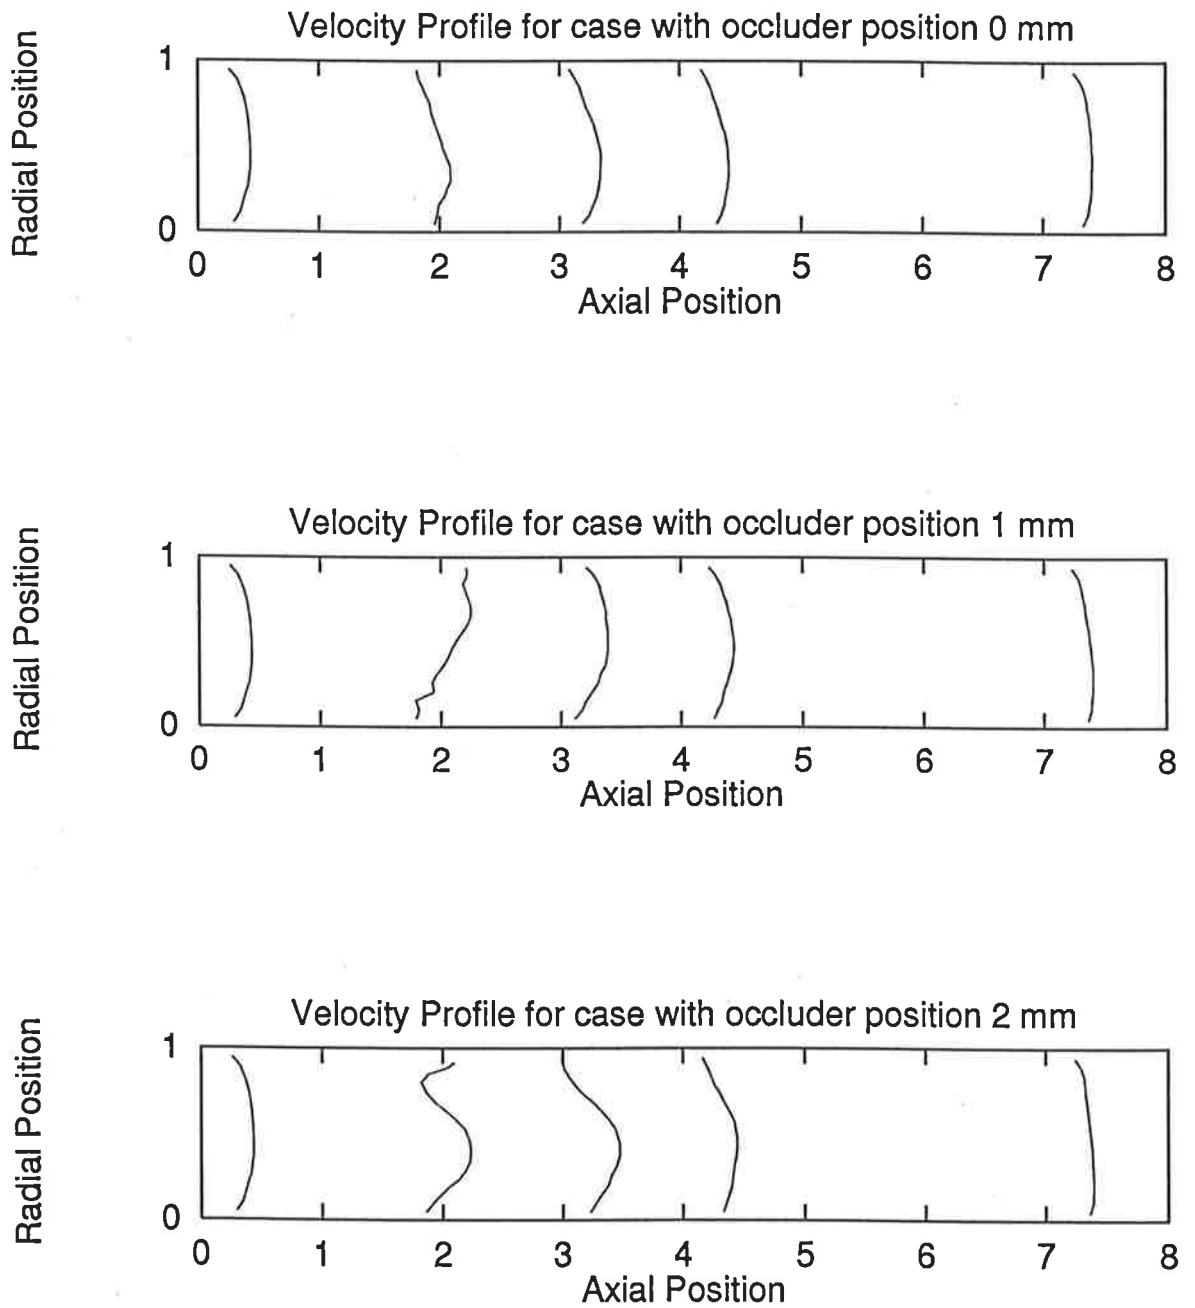 Velocity Profile for case with occluder position 0 mm
1
Radial Position
0
0 1 2 3 4 5 6 7 8
Axial Position
Velocity Profile for case with occluder position 1 mm
1
Radial Position
0
0 1 2 3 4 5 6 7 8
Axial Position
Velocity Profile for case with occluder position 2 mm
1
Radial Position
0
0 1 2 3 4 5 6 7 8
Axial Position